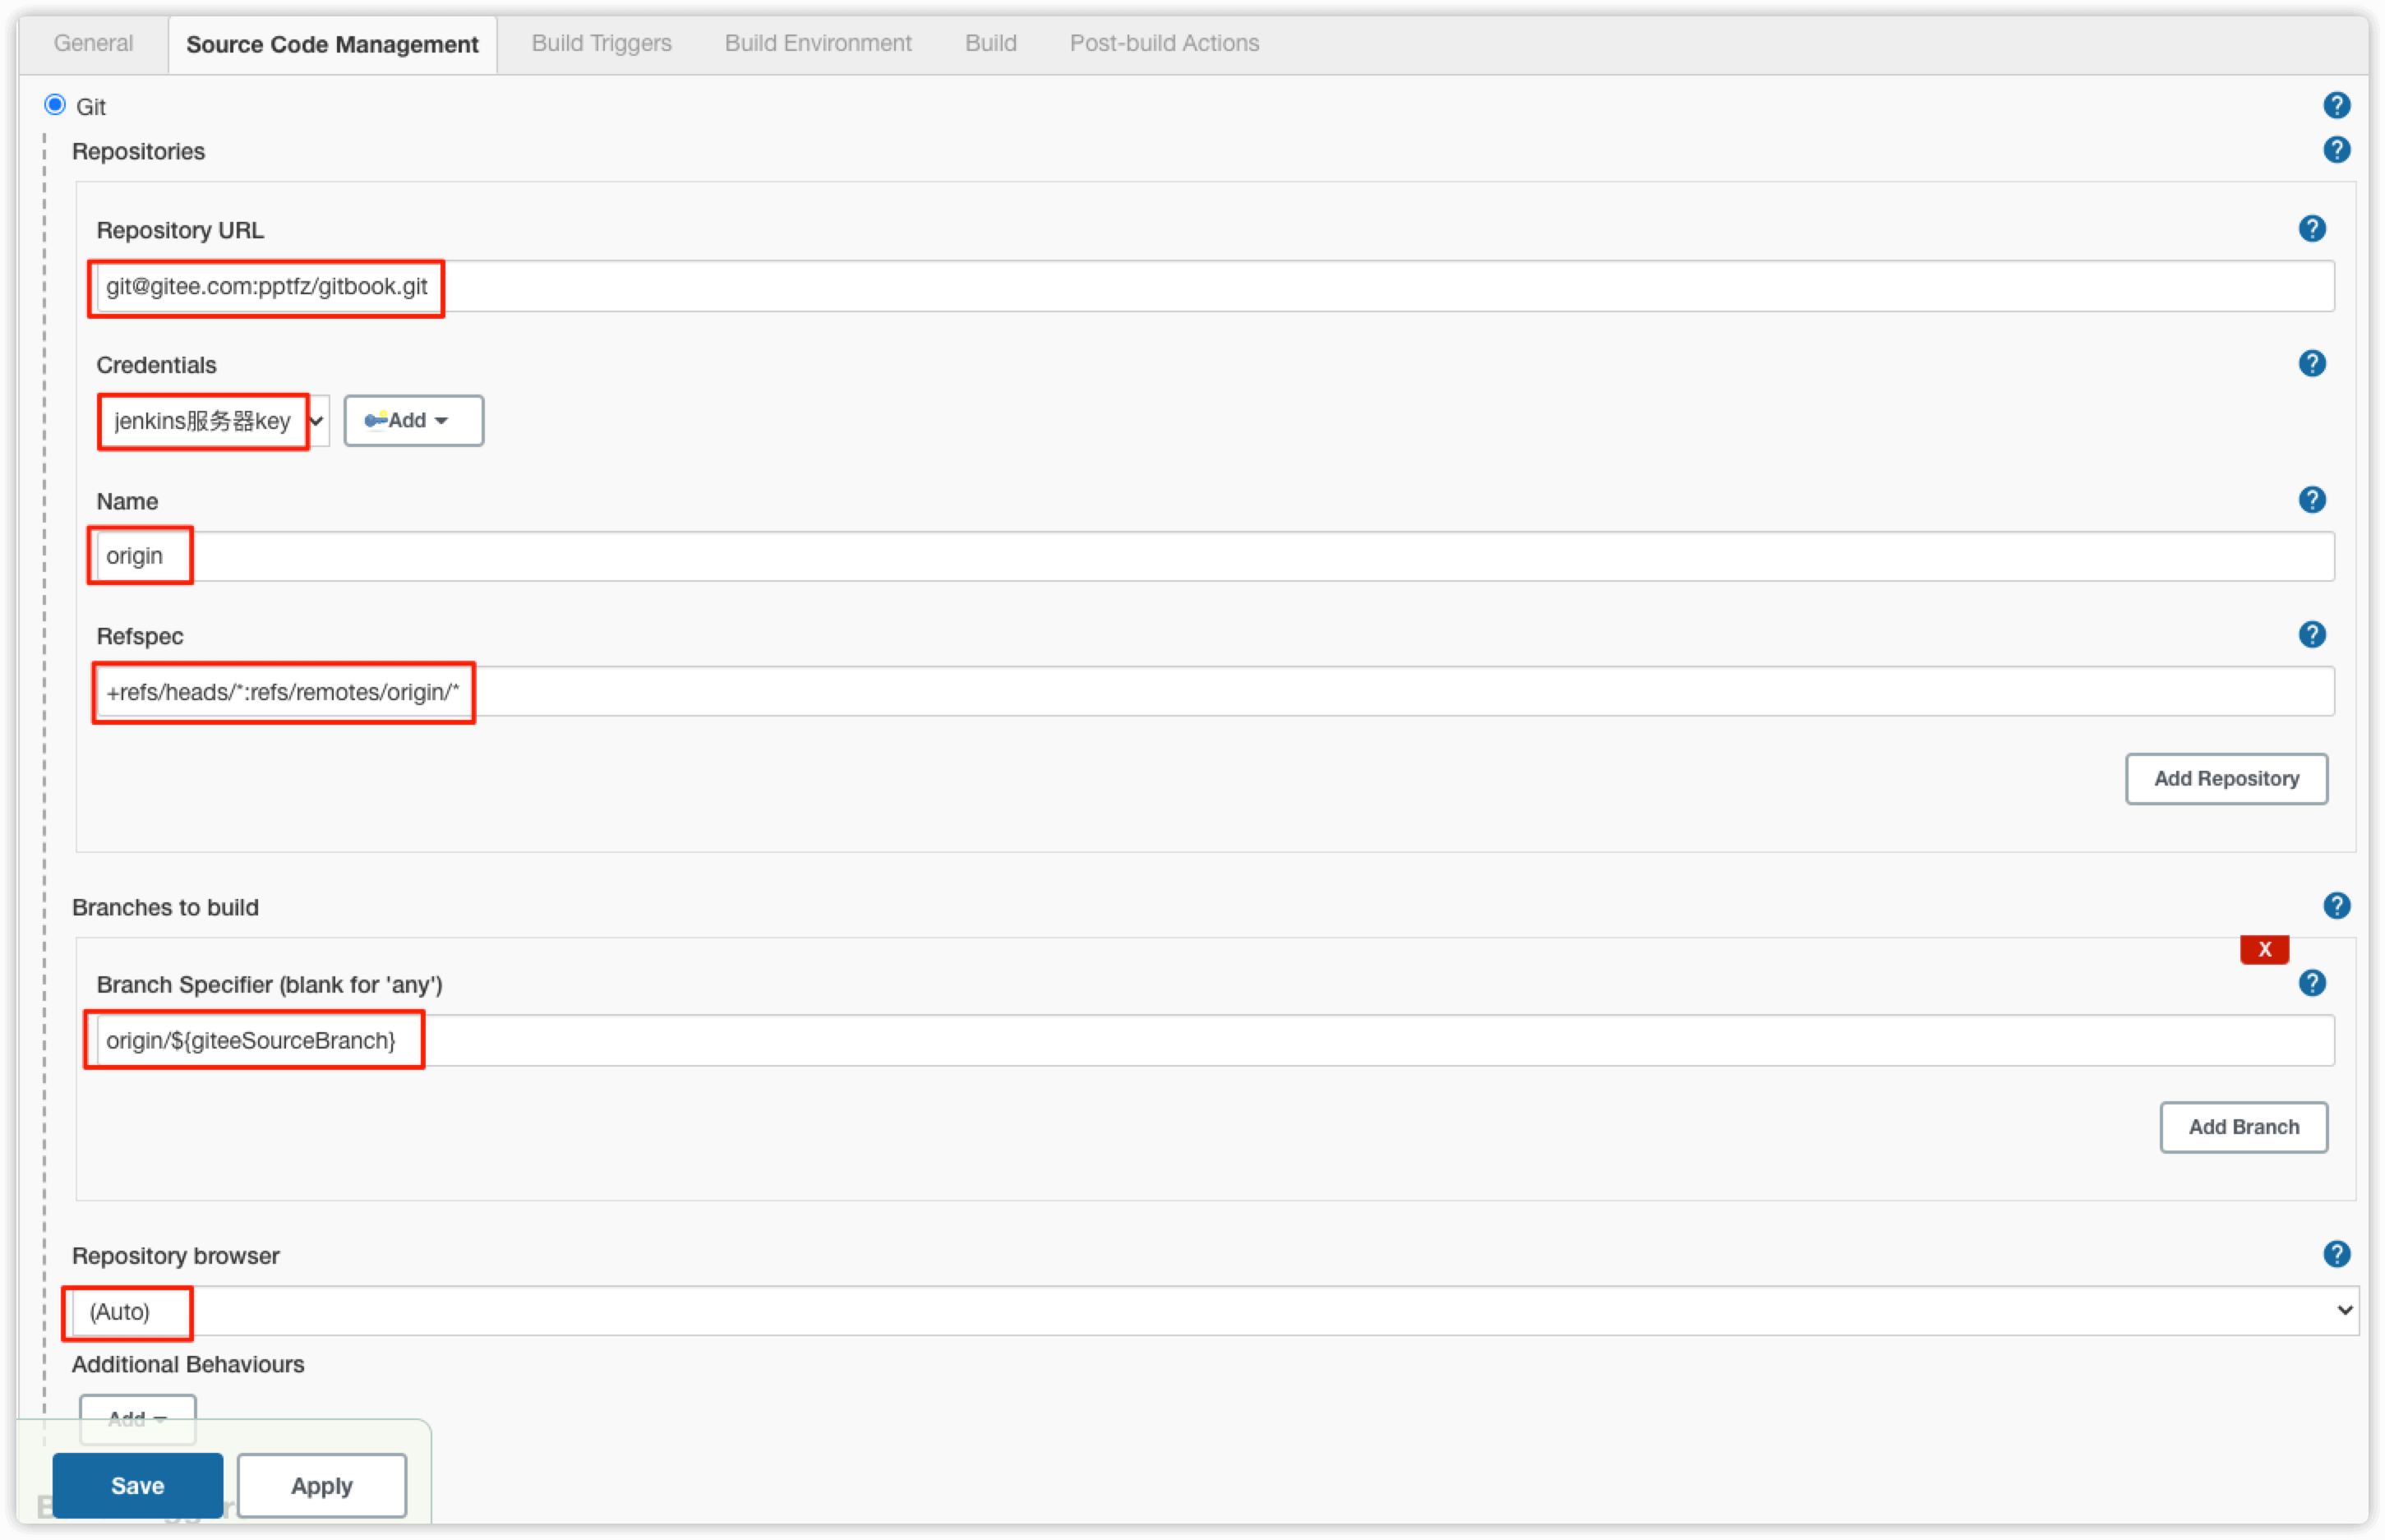 General Source Code Management Build Triggers Build Environment Build Post-build Actions
Git
Repositories
Repository URL
git@gitee.com:pptfz/gitbook.git
Credentials
jenkins服务器key Add
Name
origin
Refspec
+refs/heads/*:refs/remotes/origin/*
Add Repository
Branches to build
X
Branch Specifier (blank for 'any')
origin/${giteeSourceBranch}
Add Branch
Repository browser
(Auto)
Additional Behaviours
Add
Save Apply